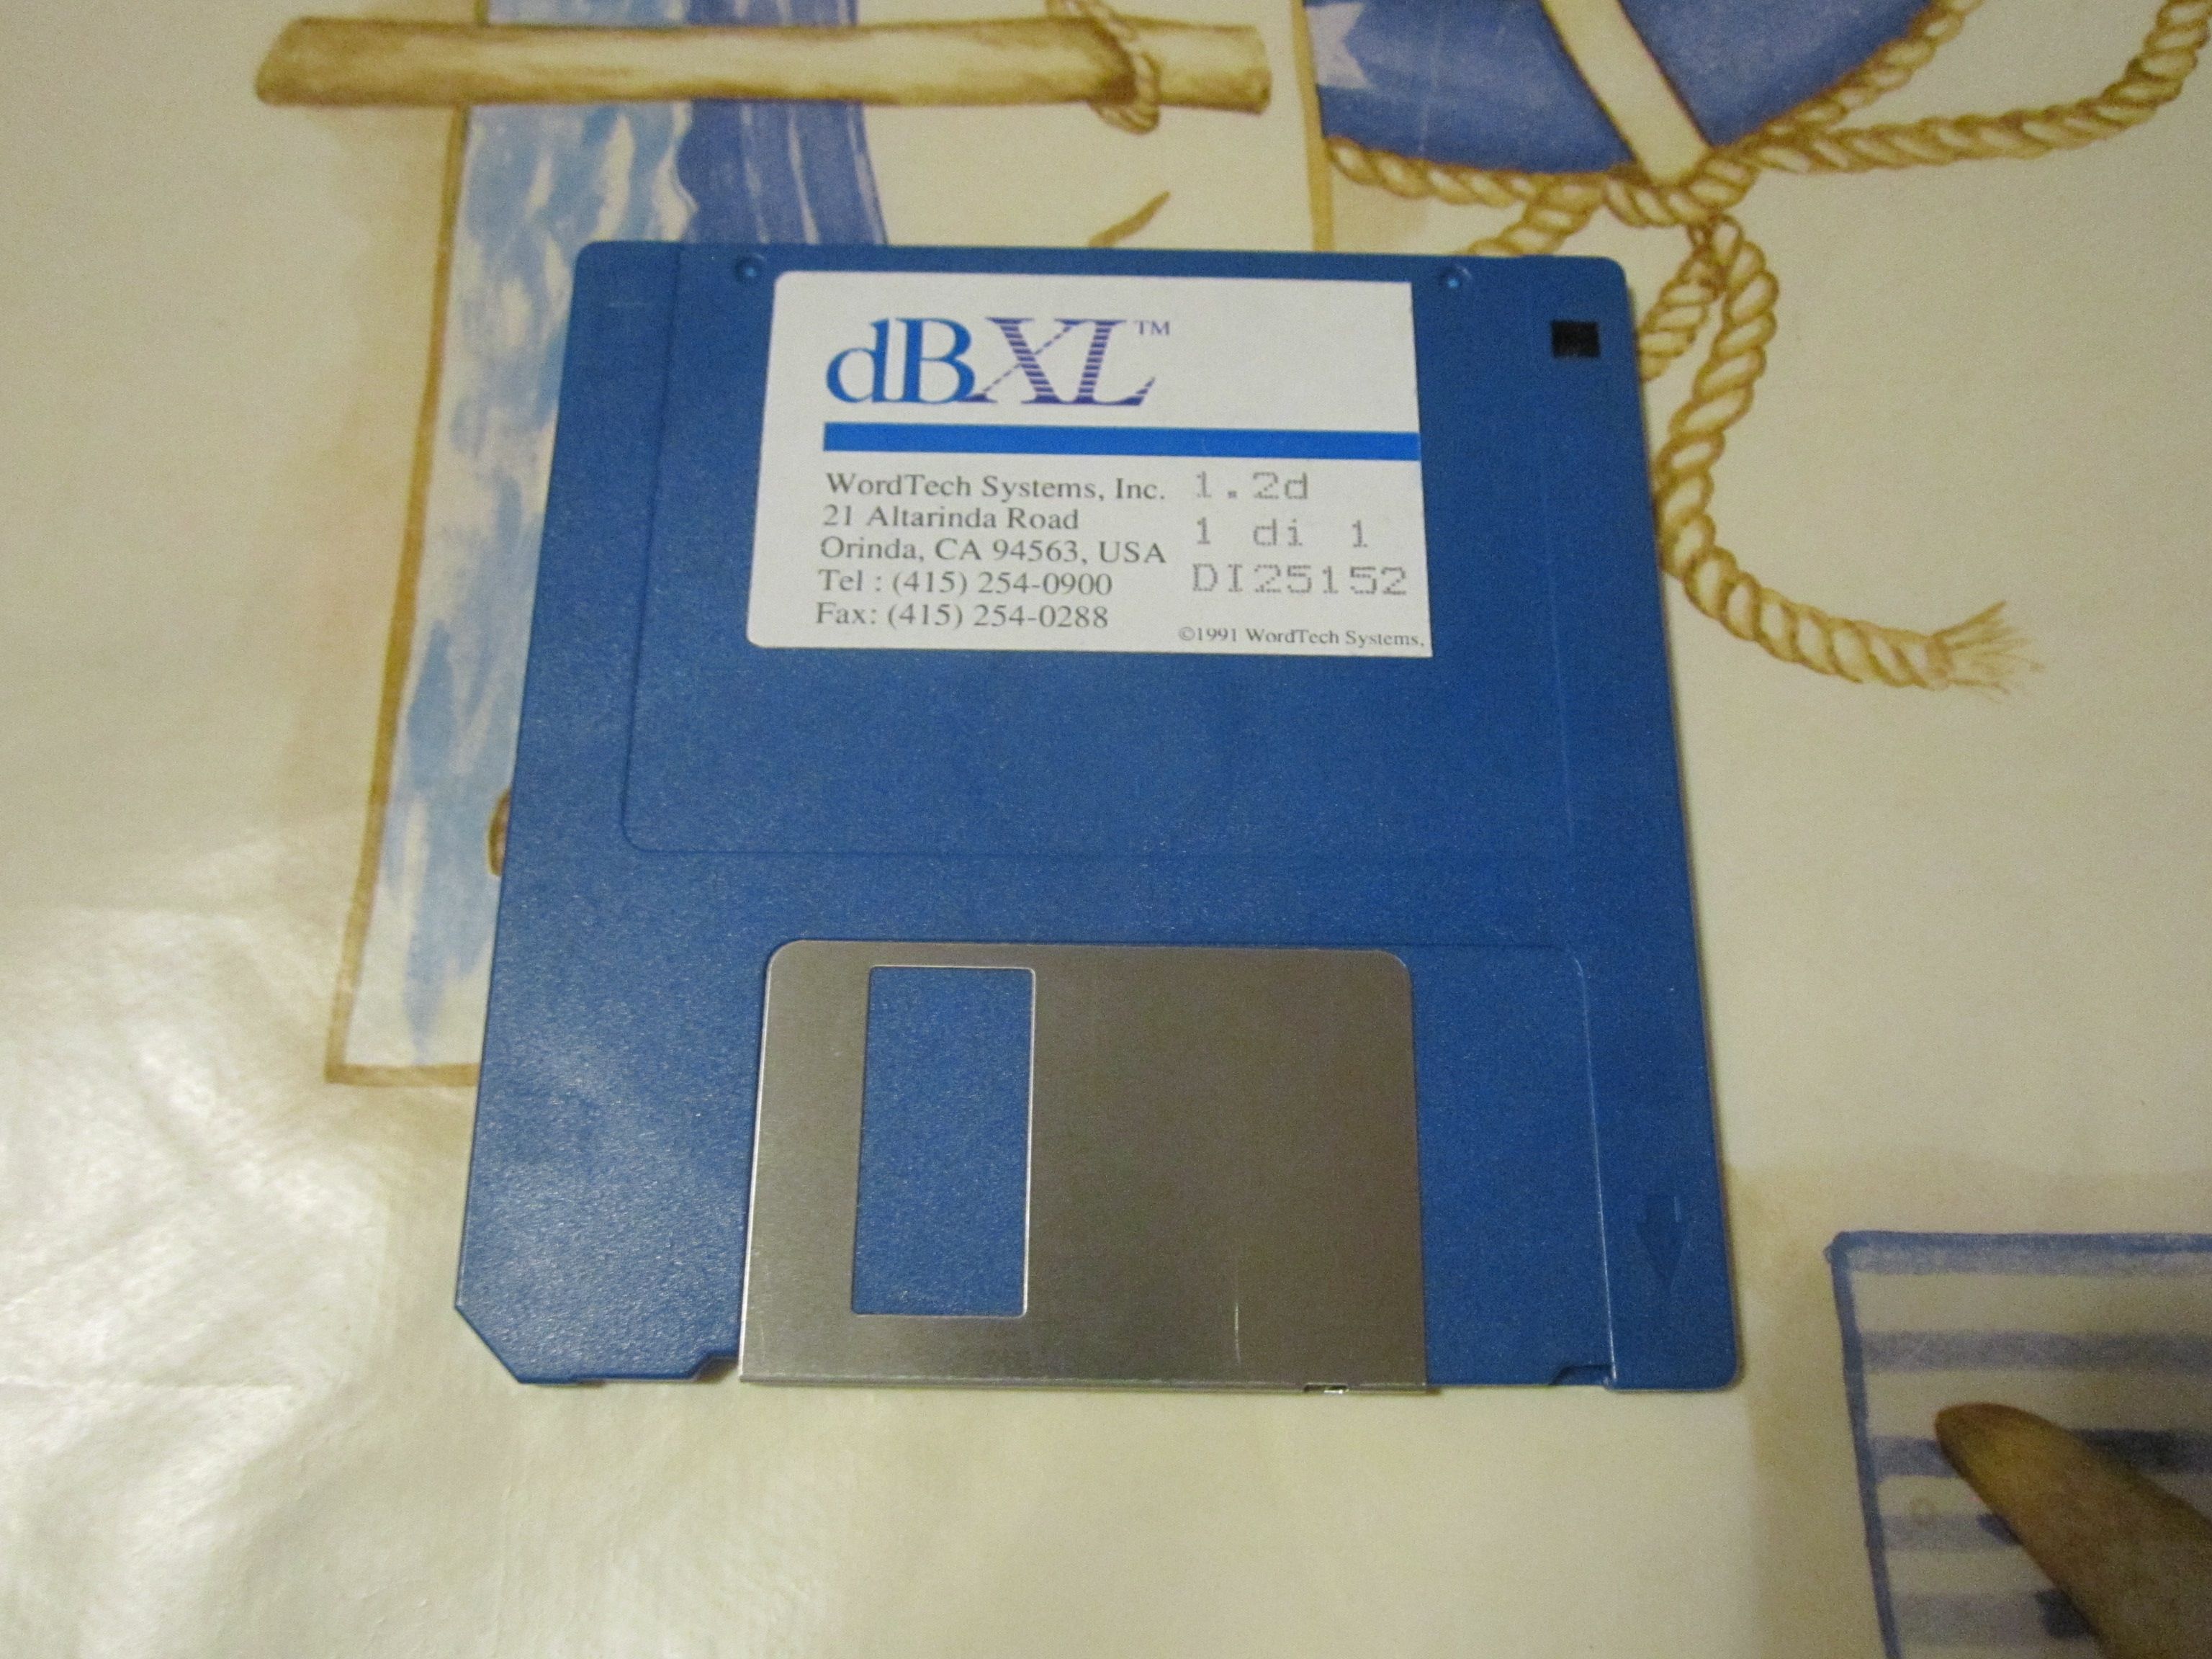 dBXL™
WordTech Systems, Inc.
21 Altarinda Road
Orinda, CA 94563, USA
Tel : (415) 254-0900
Fax: (415) 254-0288
1.2d
1 di 1
DI25152
©1991 WordTech Systems,